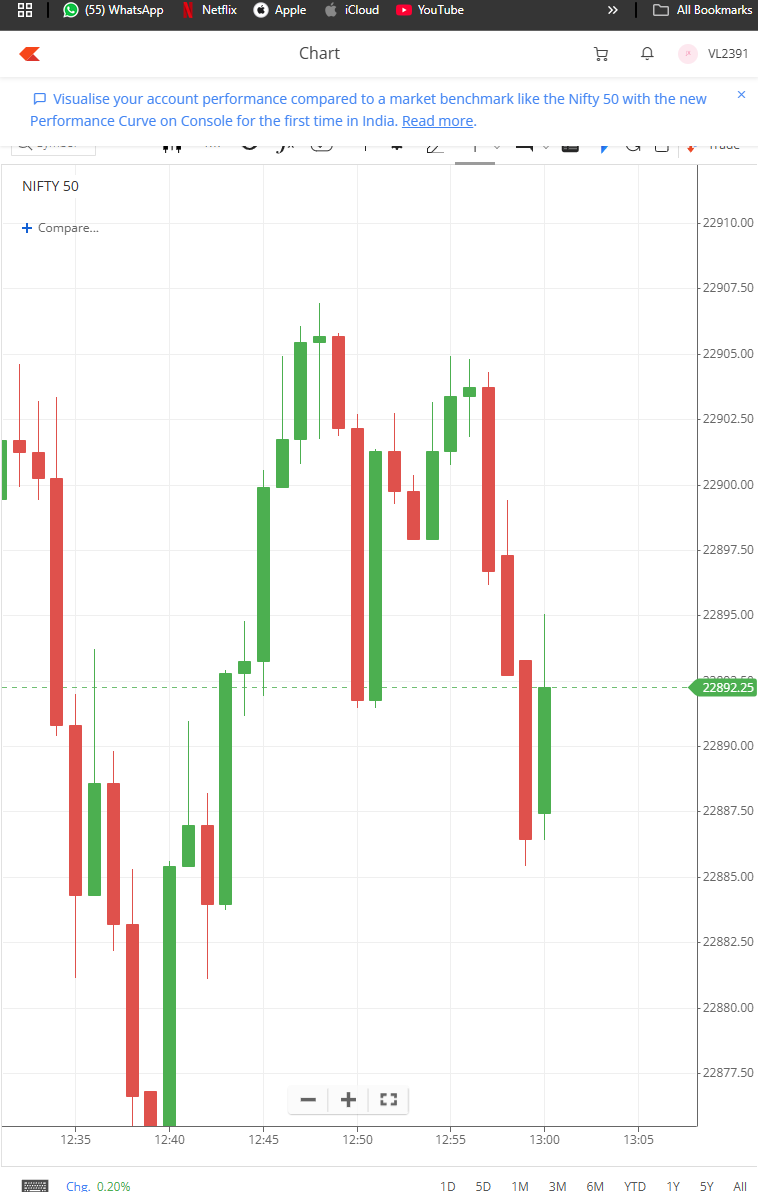 (55) WhatsApp Netflix Apple iCloud YouTube » All Bookmarks
Chart VL2391
Visualise your account performance compared to a market benchmark like the Nifty 50 with the new
Performance Curve on Console for the first time in India. Read more.
NIFTY 50
+ Compare...
22910.00
22907.50
22905.00
22902.50
22900.00
22897.50
22895.00
22892.25
22890.00
22887.50
22885.00
22882.50
22880.00
22877.50
12:35 12:40 12:45 12:50 12:55 13:00 13:05
Chg. 0.20% 1D 5D 1M 3M 6M YTD 1Y 5Y All